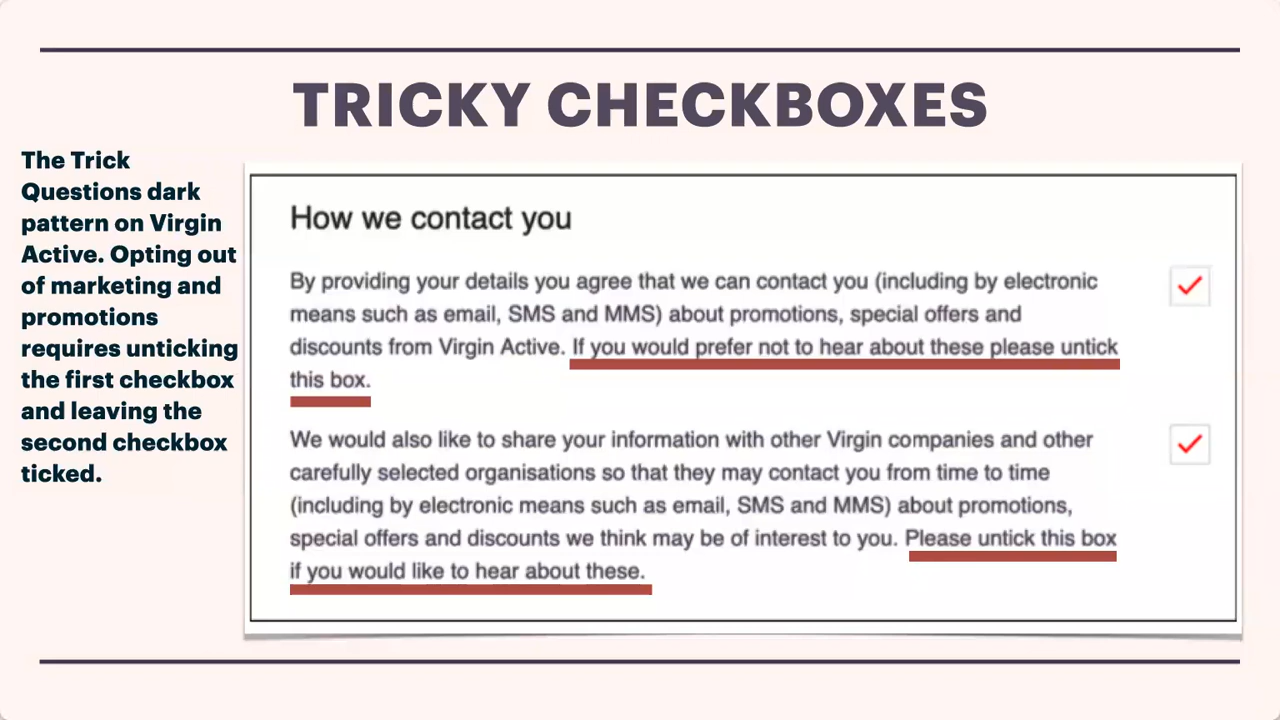 TRICKY CHECKBOXES
The Trick
Questions dark
pattern on Virgin
Active. Opting out
of marketing and
promotions
requires unticking
the first checkbox
and leaving the
second checkbox
ticked.
How we contact you
By providing your details you agree that we can contact you (including by electronic
means such as email, SMS and MMS) about promotions, special offers and
discounts from Virgin Active. If you would prefer not to hear about these please untick
this box.
We would also like to share your information with other Virgin companies and other
carefully selected organisations so that they may contact you from time to time
(including by electronic means such as email, SMS and MMS) about promotions,
special offers and discounts we think may be of interest to you. Please untick this box
if you would like to hear about these.